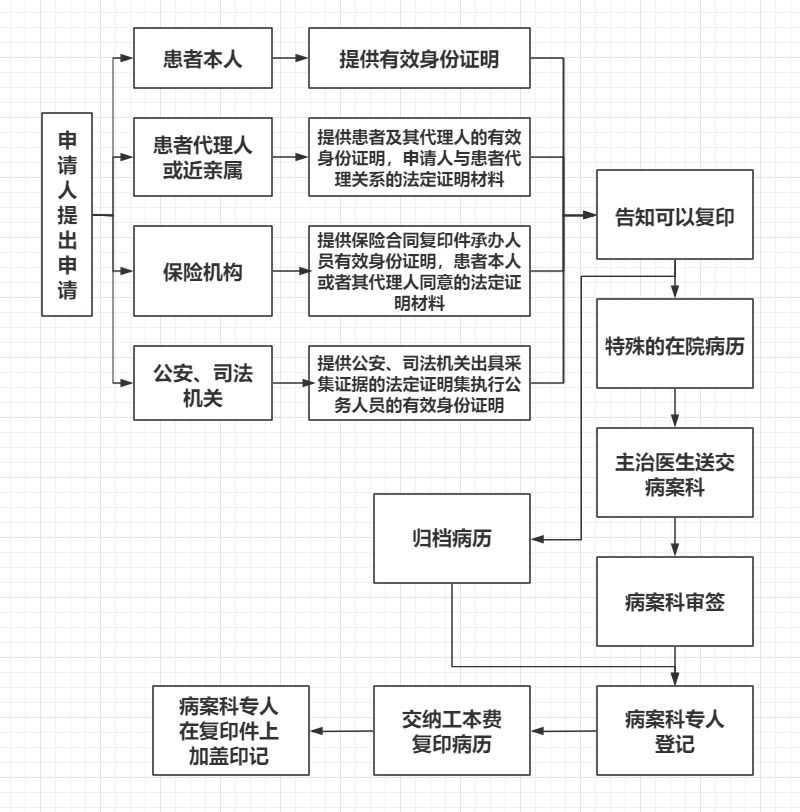 申
请
人
提
出
申
请
患者本人
提供有效身份证明
患者代理人
或近亲属
提供患者及其代理人的有效
身份证明，申请人与患者代
理关系的法定证明材料
保险机构
提供保险合同复印件承办人
员有效身份证明，患者本人
或者其代理人同意的法定证
明材料
公安、司法
机关
提供公安、司法机关出具采
集证据的法定证明集执行公
务人员的有效身份证明
告知可以复印
特殊的在院病历
主治医生送交
病案科
归档病历
病案科审签
病案科专人
登记
交纳工本费
复印病历
病案科专人
在复印件上
加盖印记